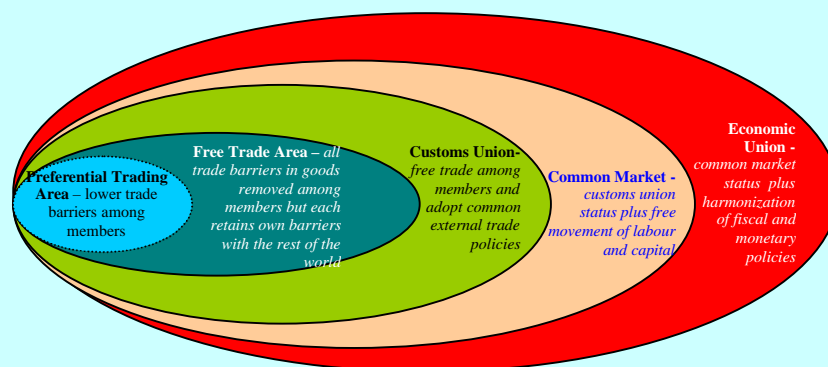 Preferential Trading
Area – lower trade
barriers among
members
Free Trade Area – all
trade barriers in goods
removed among
members but each
retains own barriers
with the rest of the
world
Customs Union-
free trade among
members and
adopt common
external trade
policies
Common Market -
customs union
status plus free
movement of labour
and capital
Economic
Union -
common market
status plus
harmonization
of fiscal and
monetary
policies